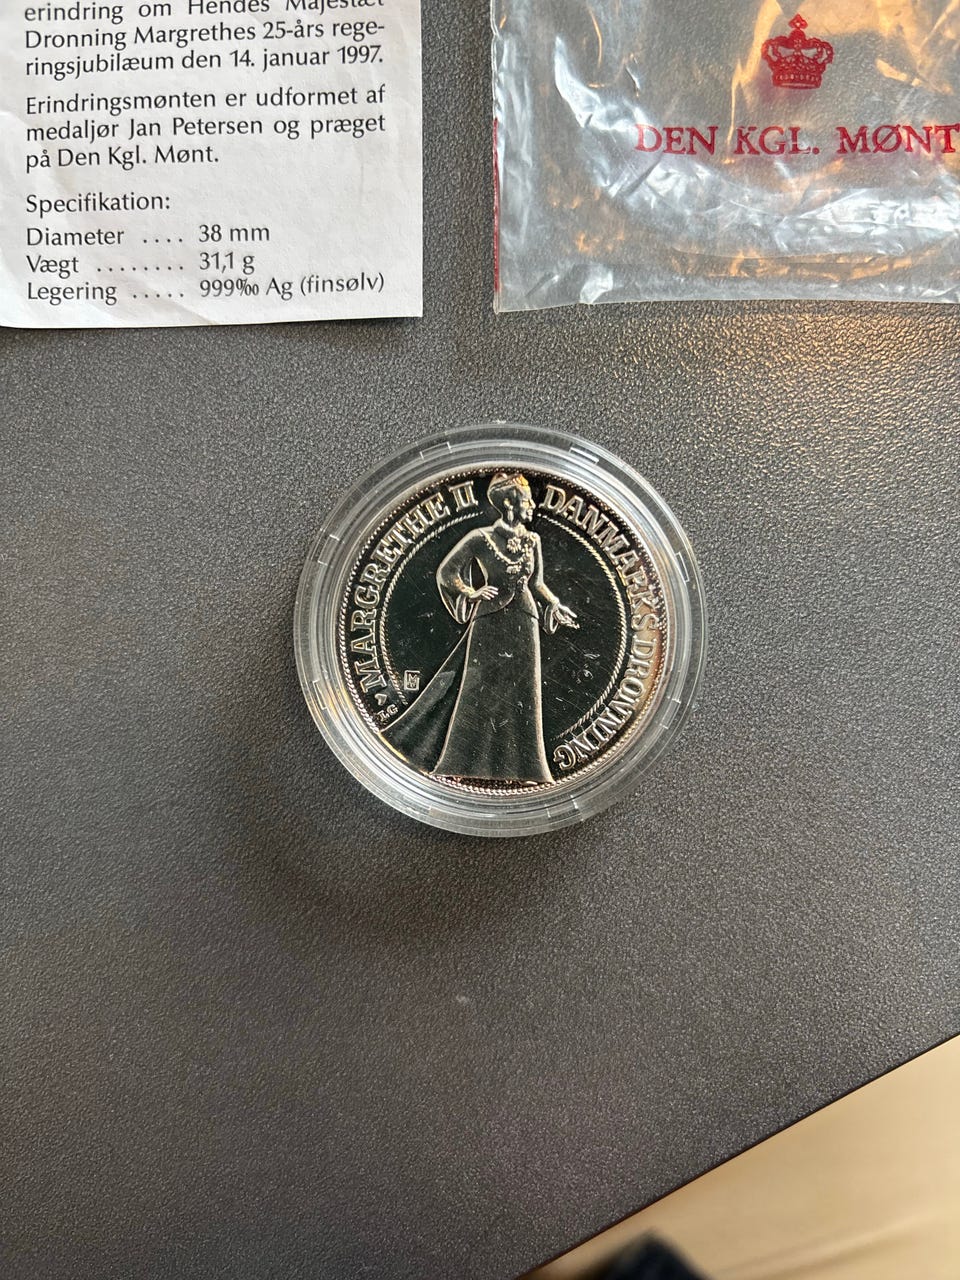 erindring om Hendes Majestæt
Dronning Margrethes 25-års rege-
ringsjubilæum den 14. januar 1997.
Erindringsmønten er udformet af
medaljør Jan Petersen og præget
på Den Kgl. Mønt.
Specifikation:
Diameter .... 38 mm
Vægt ........ 31,1 g
Legering ..... 999‰ Ag (finsølv)
DEN KGL. MØNT
MARGRETHE II DANMARKS DRONNING
LG A